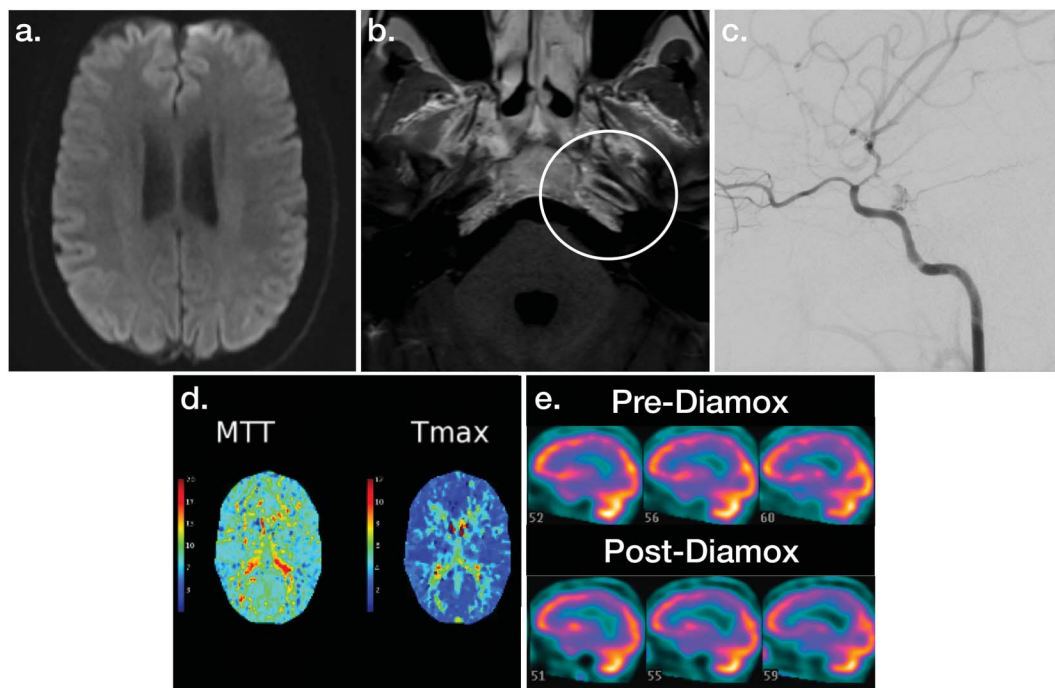 a.
b.
c.
d.
MTT
Tmax
e.
Pre-Diamox
52
56
60
Post-Diamox
51
55
59